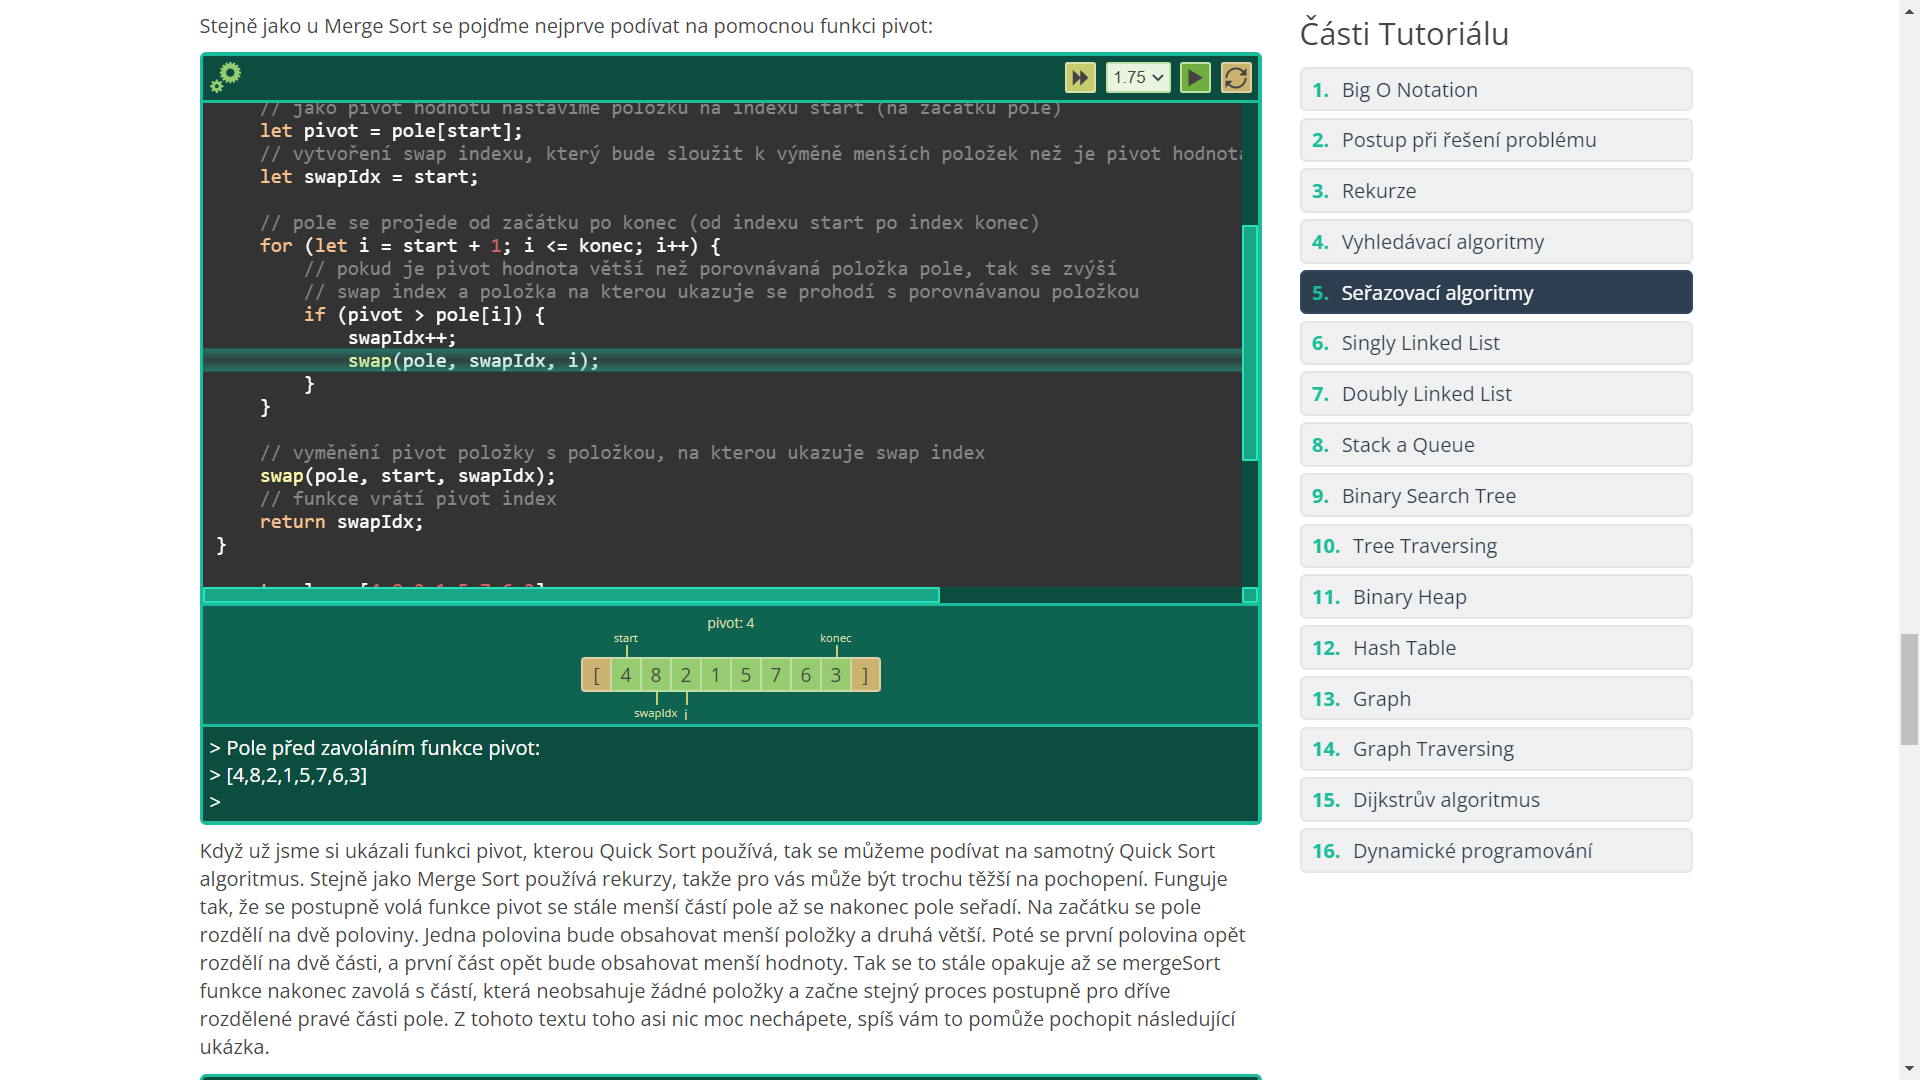 Stejně jako u Merge Sort se pojďme nejprve podívat na pomocnou funkci pivot:
1.75
// jako pivot hodnotu nastavíme položku na indexu start (na začátku pole)
let pivot = pole[start];
// vytvoření swap indexu, který bude sloužit k výměně menších položek než je pivot hodnota
let swapIdx = start;
// pole se projede od začátku po konec (od indexu start po index konec)
for (let i = start + 1; i <= konec; i++) {
// pokud je pivot hodnota větší než porovnávaná položka pole, tak se zvýší
// swap index a položka na kterou ukazuje se prohodí s porovnávanou položkou
if (pivot > pole[i]) {
swapIdx++;
swap(pole, swapIdx, i);
}
}
// vyměnění pivot položky s položkou, na kterou ukazuje swap index
swap(pole, start, swapIdx);
// funkce vrátí pivot index
return swapIdx;
}
pivot: 4
start konec
[ 4 8 2 1 5 7 6 3 ]
swapIdx i
> Pole před zavoláním funkce pivot:
> [4,8,2,1,5,7,6,3]
>
Když už jsme si ukázali funkci pivot, kterou Quick Sort používá, tak se můžeme podívat na samotný Quick Sort
algoritmus. Stejně jako Merge Sort používá rekurzy, takže pro vás může být trochu těžší na pochopení. Funguje
tak, že se postupně volá funkce pivot se stále menší částí pole až se nakonec pole seřadí. Na začátku se pole
rozdělí na dvě poloviny. Jedna polovina bude obsahovat menší položky a druhá větší. Poté se první polovina opět
rozdělí na dvě části, a první část opět bude obsahovat menší hodnoty. Tak se to stále opakuje až se mergeSort
funkce nakonec zavolá s částí, která neobsahuje žádné položky a začne stejný proces postupně pro dříve
rozdělené pravé části pole. Z tohoto textu toho asi nic moc nechápete, spíš vám to pomůže pochopit následující
ukázka.
Části Tutoriálu
1. Big O Notation
2. Postup při řešení problému
3. Rekurze
4. Vyhledávací algoritmy
5. Seřazovací algoritmy
6. Singly Linked List
7. Doubly Linked List
8. Stack a Queue
9. Binary Search Tree
10. Tree Traversing
11. Binary Heap
12. Hash Table
13. Graph
14. Graph Traversing
15. Dijkstrův algoritmus
16. Dynamické programování